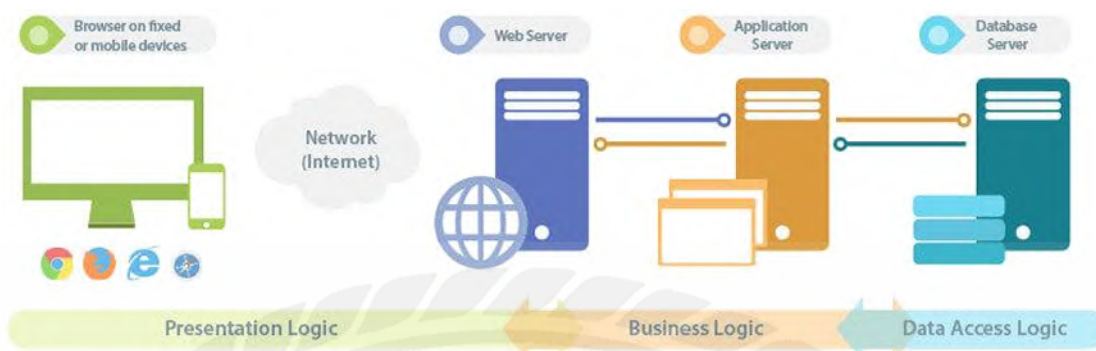 Browser on fixed
or mobile devices
Web Server
Application
Server
Database
Server
Network
(Internet)
Presentation Logic
Business Logic
Data Access Logic